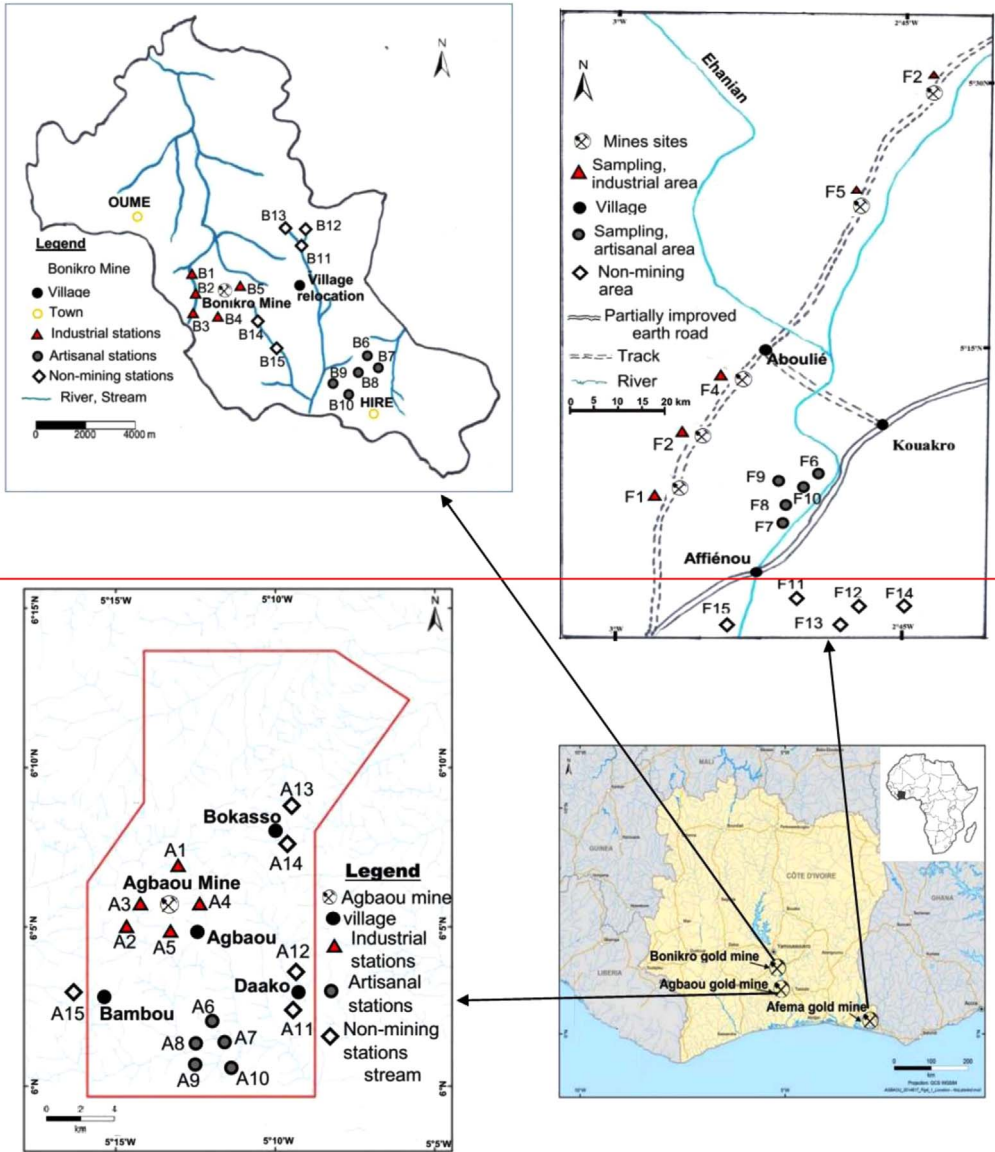 N
OUME
B13
B12
B11
Legend
Bonikro Mine
Village
Town
Industrial stations
Artisanal stations
Non-mining stations
River, Stream
0 2000 4000 m
B1
B2
B5
Village
relocation
Bonikro Mine
B3
B4
B14
B15
B6
B7
B9
B8
B10
HIRE
3°W
2°45'W
Ehanian
F2
5°30'N
N
Mines sites
Sampling,
industrial area
Village
Sampling,
artisanal area
Non-mining
area
Partially improved
earth road
Track
River
0 5 10 15 20 km
F5
5°15'N
Aboulié
F4
F2
Kouakro
F1
F9
F6
F10
F8
F7
Affiénou
F11
F12
F14
F15
F13
3°W
2°45'W
5°15'W
5°10'W
N
6°15'N
6°10'N
6°5'N
6°N
A13
Bokasso
A14
A1
Agbaou Mine
A3
A4
A2
A5
Agbaou
A12
Daako
A11
A15
Bambou
A6
A8
A7
A9
A10
Legend
Agbaou mine
village
Industrial
stations
Artisanal
stations
Non-mining
stations
stream
0 2 4
km
5°15'W
5°10'W
5°5'W
N
MALI
GUINEA
CÔTE D'IVOIRE
GHANA
LIBERIA
Yamoussoukro
Bonikro gold mine
Agbaou gold mine
Afema gold mine
0 100 200
km
Projection: GCS WGS84